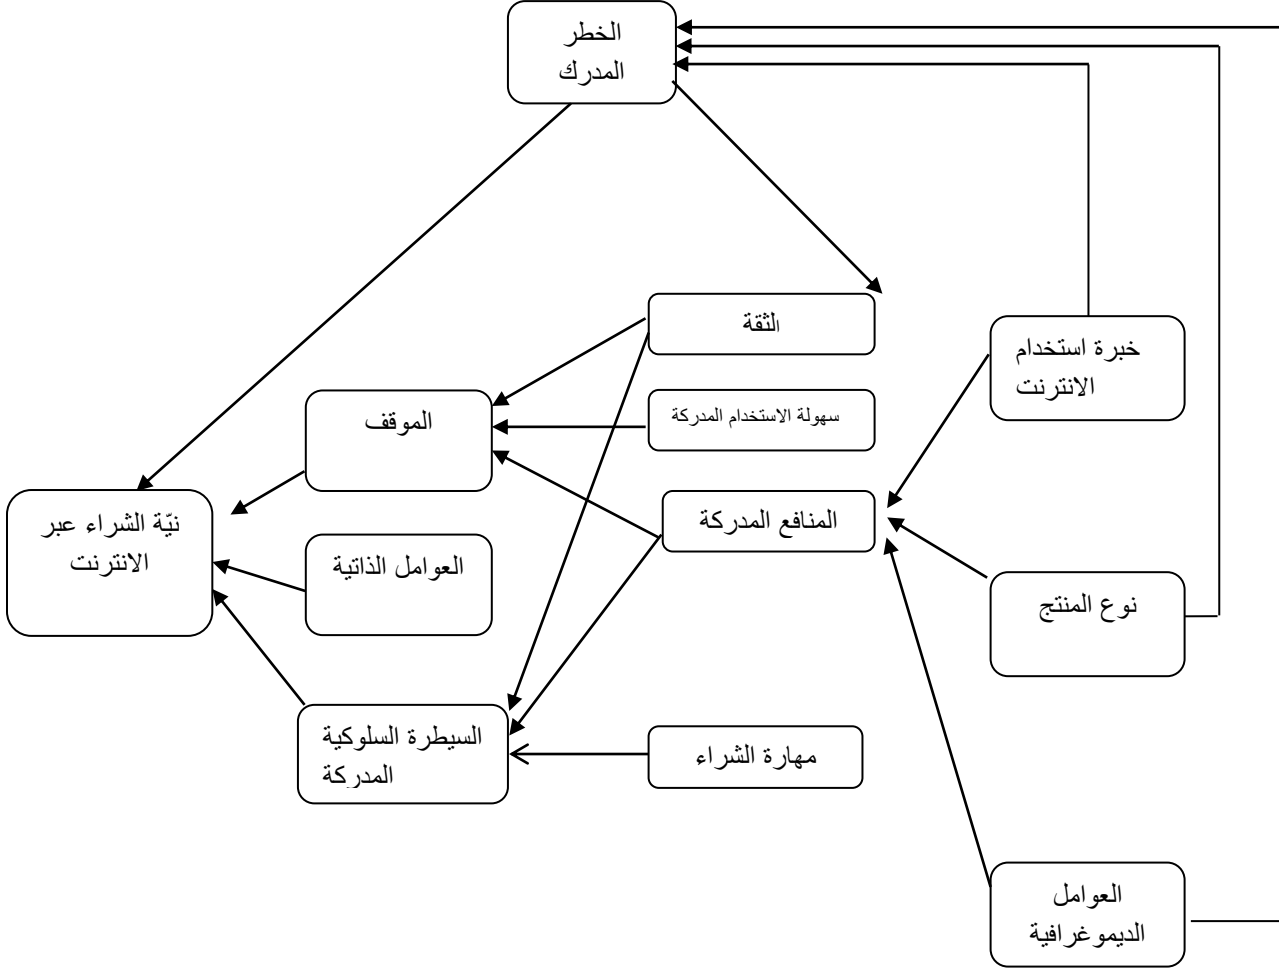 الخطر
المدرك
الثقة
خبرة استخدام
الانترنت
سهولة الاستخدام المدركة
الموقف
المنافع المدركة
نيّة الشراء عبر
الانترنت
العوامل الذاتية
نوع المنتج
السيطرة السلوكية
المدركة
مهارة الشراء
العوامل
الديموغرافية